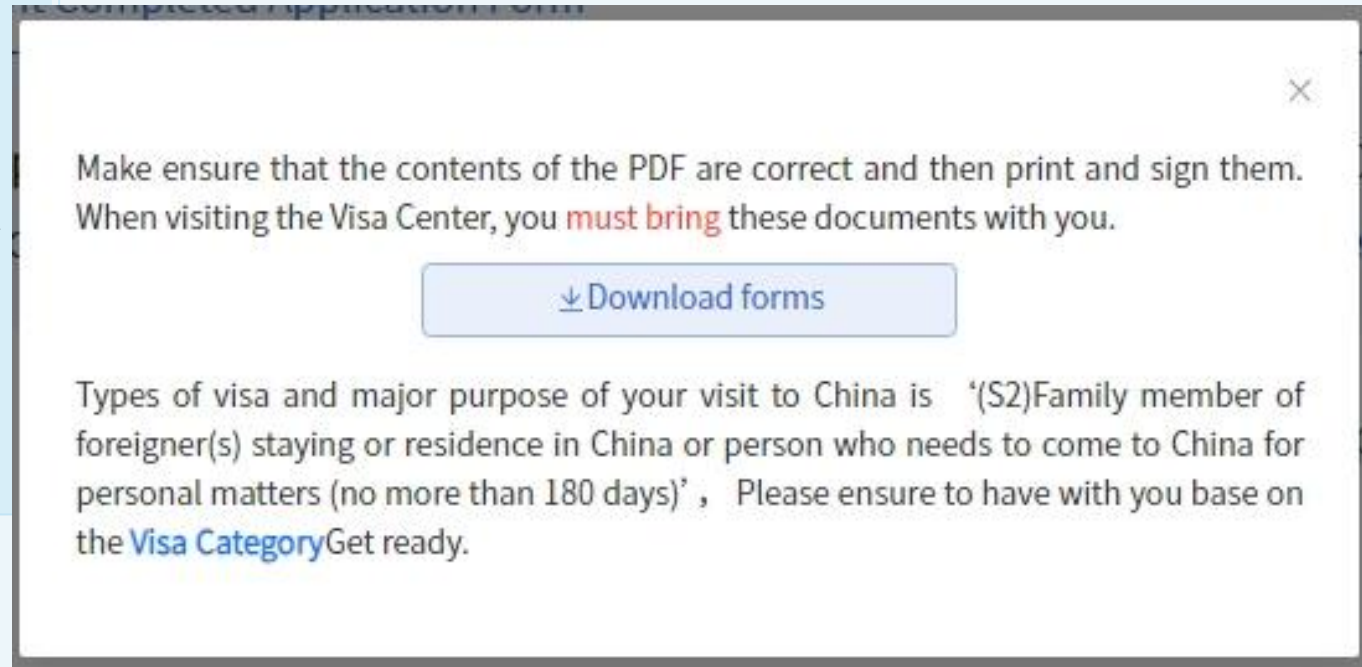 Completed Application Form
Make ensure that the contents of the PDF are correct and then print and sign them.
When visiting the Visa Center, you must bring these documents with you.
Download forms
Types of visa and major purpose of your visit to China is ‘(S2)Family member of
foreigner(s) staying or residence in China or person who needs to come to China for
personal matters (no more than 180 days)’， Please ensure to have with you base on
the Visa CategoryGet ready.